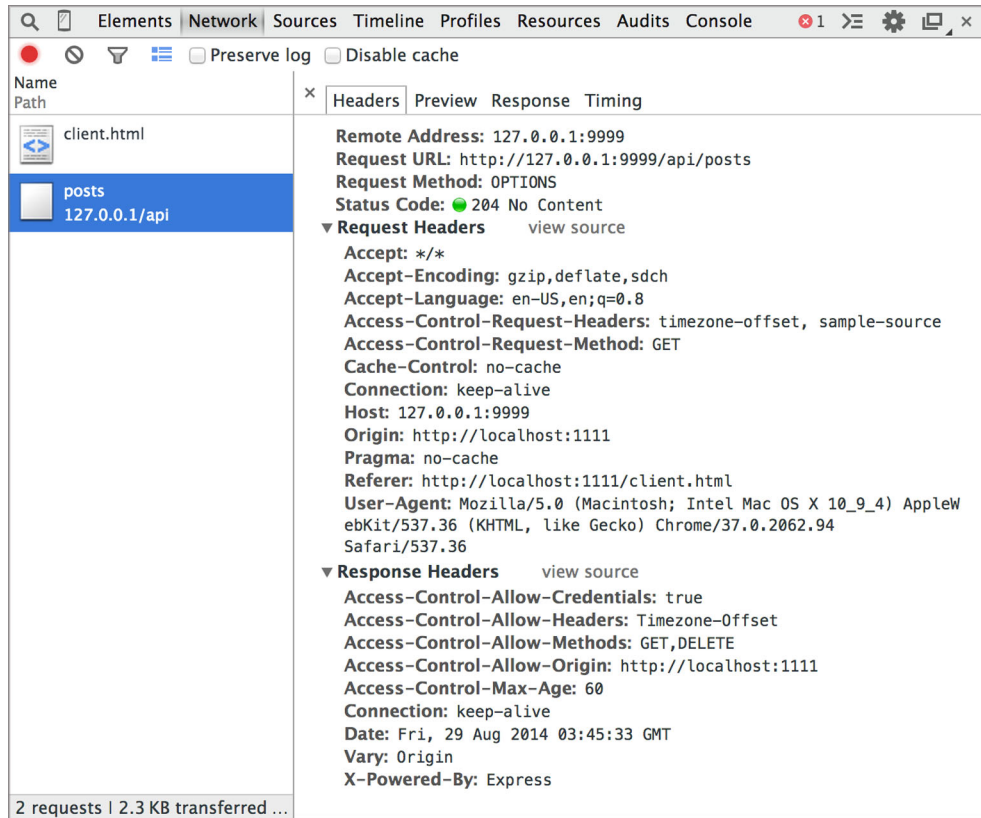 Elements Network Sources Timeline Profiles Resources Audits Console 1
Preserve log Disable cache
Name
Path
client.html
posts
127.0.0.1/api
2 requests | 2.3 KB transferred ...
× Headers Preview Response Timing
Remote Address: 127.0.0.1:9999
Request URL: http://127.0.0.1:9999/api/posts
Request Method: OPTIONS
Status Code: 204 No Content
Request Headers view source
Accept: */*
Accept-Encoding: gzip,deflate,sdch
Accept-Language: en-US,en;q=0.8
Access-Control-Request-Headers: timezone-offset, sample-source
Access-Control-Request-Method: GET
Cache-Control: no-cache
Connection: keep-alive
Host: 127.0.0.1:9999
Origin: http://localhost:1111
Pragma: no-cache
Referer: http://localhost:1111/client.html
User-Agent: Mozilla/5.0 (Macintosh; Intel Mac OS X 10_9_4) AppleW
ebKit/537.36 (KHTML, like Gecko) Chrome/37.0.2062.94
Safari/537.36
Response Headers view source
Access-Control-Allow-Credentials: true
Access-Control-Allow-Headers: Timezone-Offset
Access-Control-Allow-Methods: GET,DELETE
Access-Control-Allow-Origin: http://localhost:1111
Access-Control-Max-Age: 60
Connection: keep-alive
Date: Fri, 29 Aug 2014 03:45:33 GMT
Vary: Origin
X-Powered-By: Express